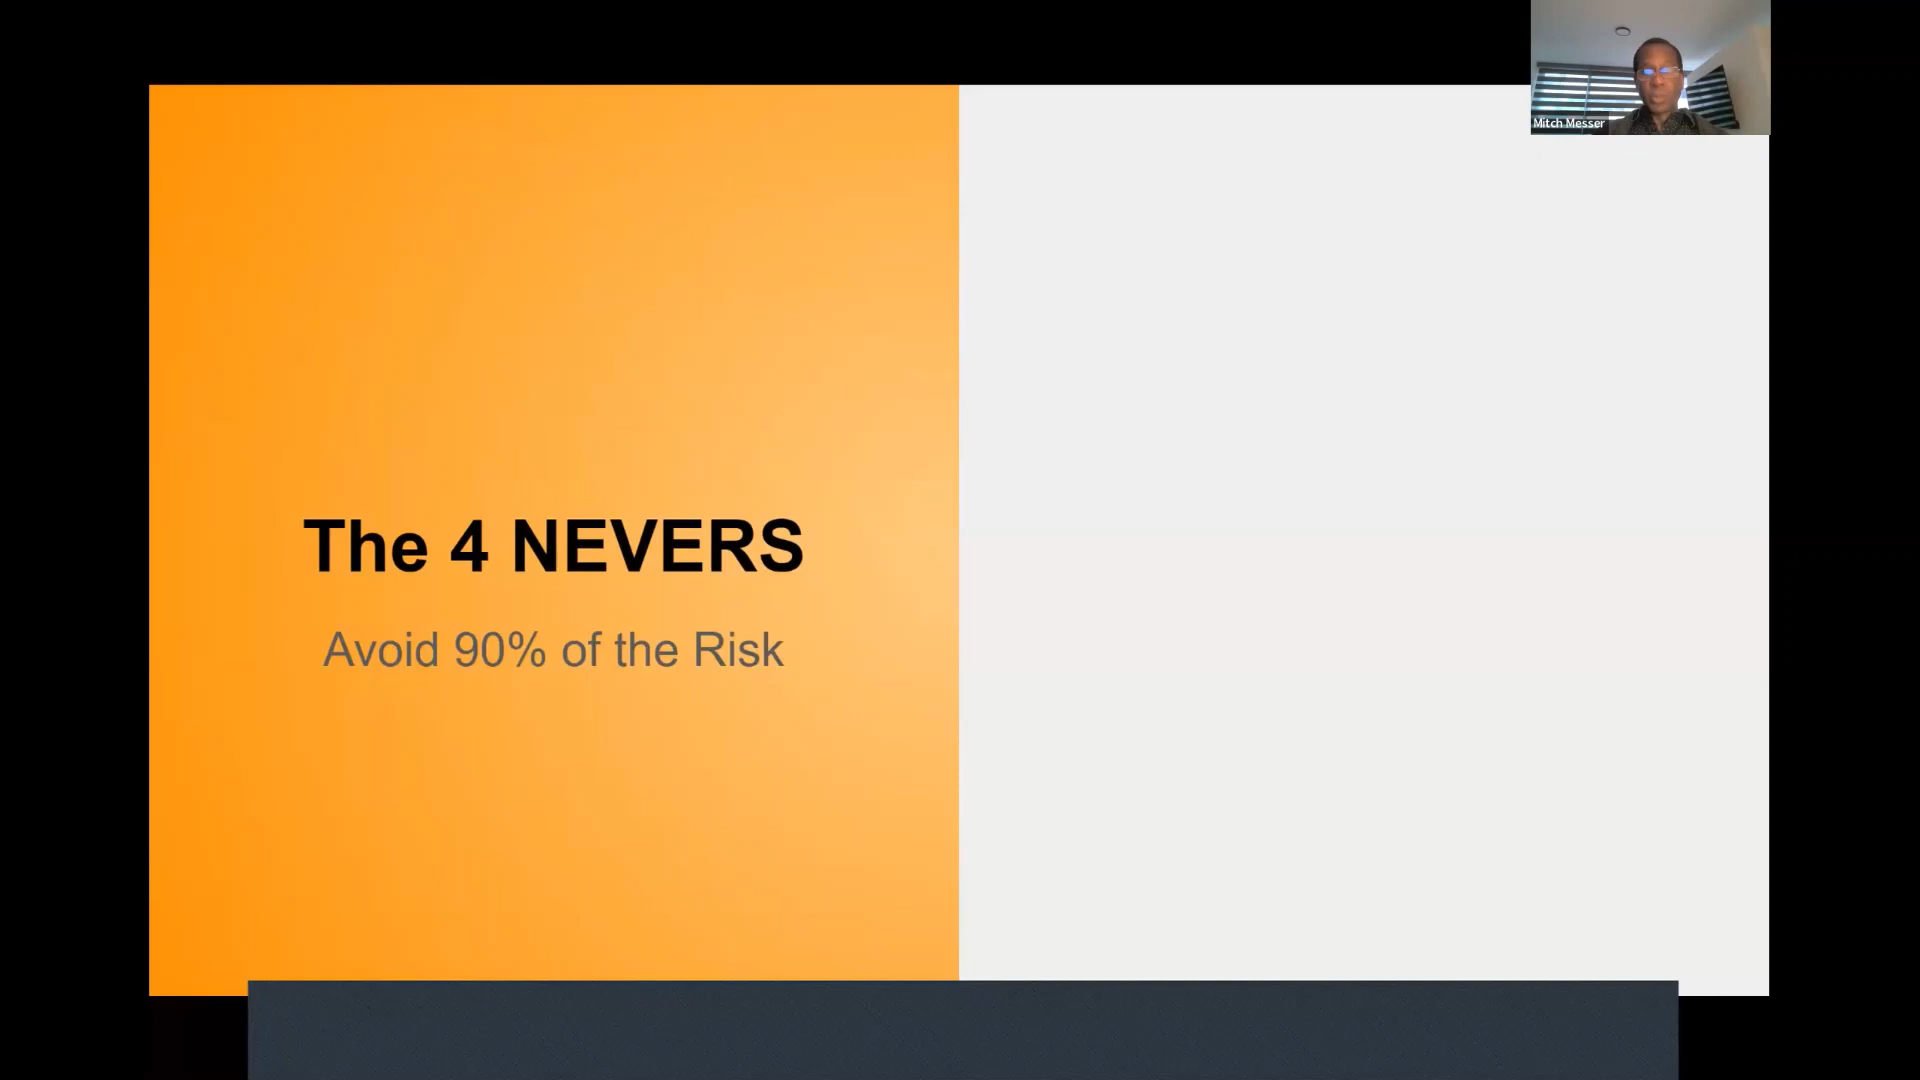 Mitch Messer
The 4 NEVERS
Avoid 90% of the Risk